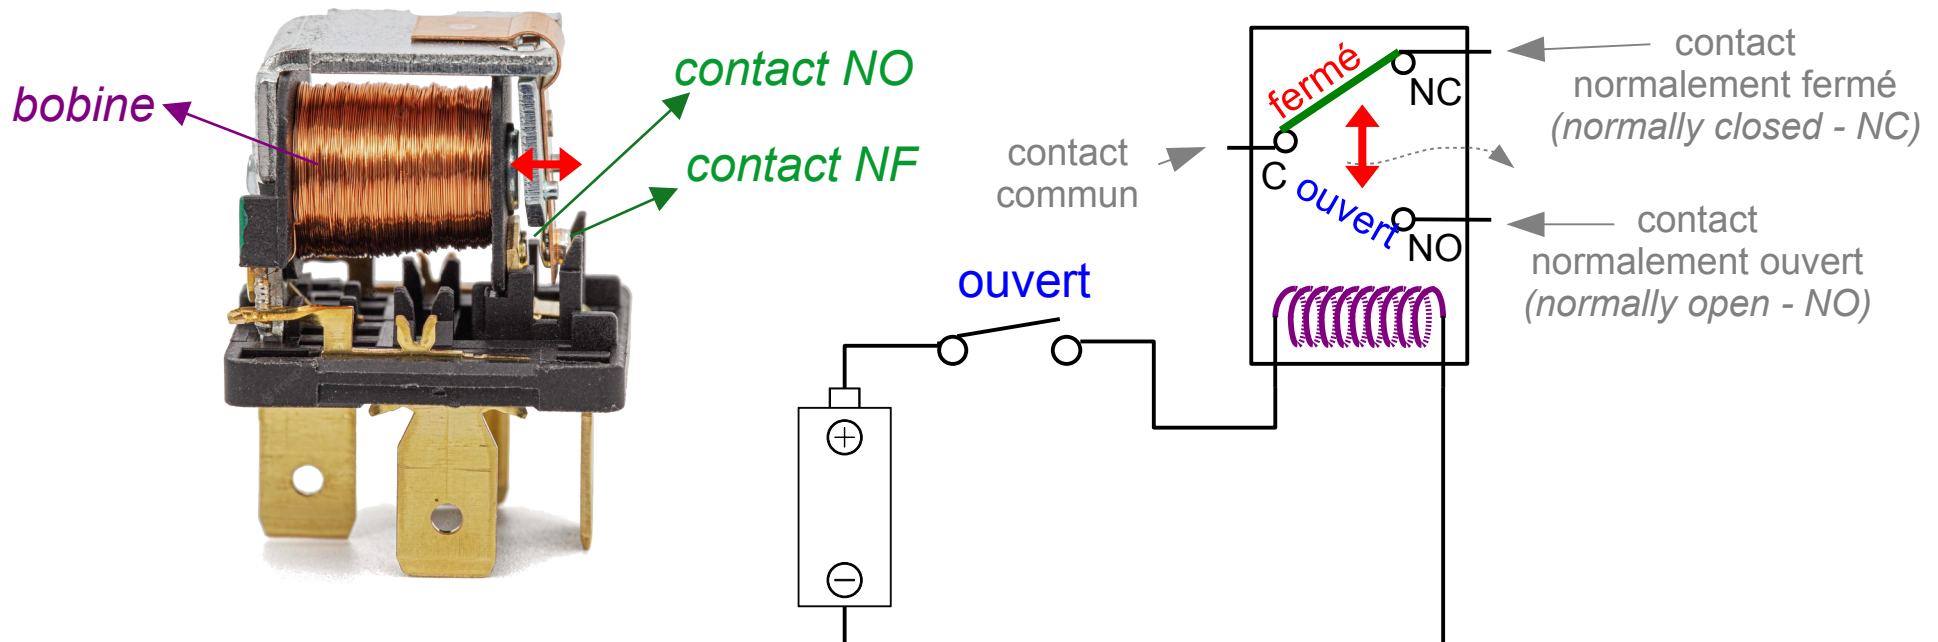 bobine
contact NO
contact NF
contact
commun
ouvert
+
−
fermé
NC
C
ouvert
NO
contact
normalement fermé
(normally closed - NC)
contact
normalement ouvert
(normally open - NO)